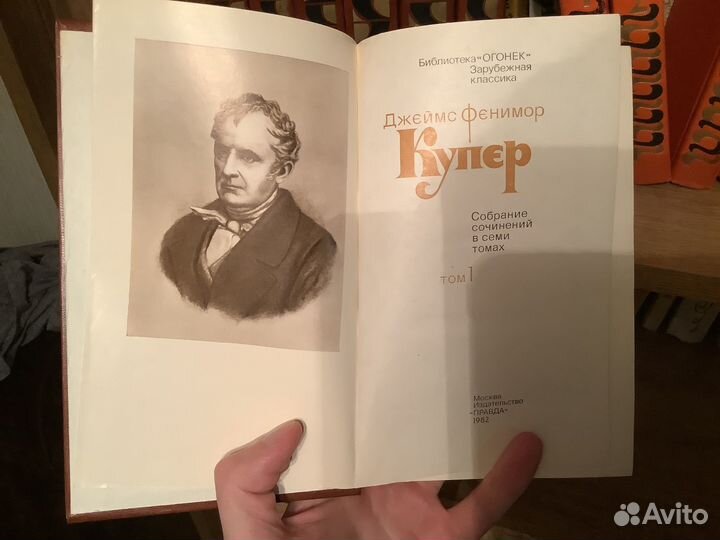 Библиотека "ОГОНЕК"
Зарубежная
классика
Джеймс Фенимор
Купер
Собрание
сочинений
в семи
томах
том 1
Москва
Издательство
«ПРАВДА»
1982
Avito